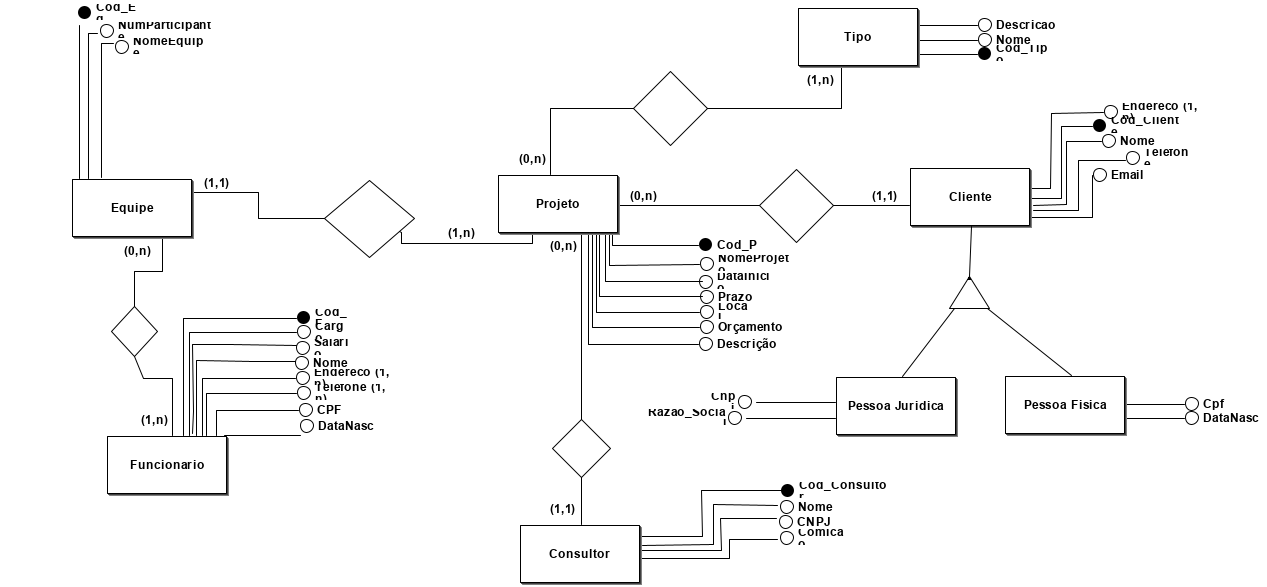 Cod_E
q
NumParticipant
e
NomeEquip
e
Equipe
(1,1)
(0,n)
(1,n)
Tipo
Descricao
Nome
Cod_Tip
o
(1,n)
(0,n)
Projeto
(0,n)
(0,n)
(1,1)
Cliente
Endereco (1,
n)
Cod_Client
e
Nome
Telefon
e
Email
Cod_P
NomeProjet
o
DataInici
o
Prazo
Loca
l
Orçamento
Descrição
Cod_
F
Carg
o
Salari
o
Nome
Endereco (1,
n)
Telefone (1,
n)
CPF
DataNasc
(1,n)
Funcionario
Cnp
j
Razao_Socia
l
Pessoa Juridica
Pessoa Fisica
Cpf
DataNasc
(1,1)
Consultor
Cod_Consulto
r
Nome
CNPJ
Comica
o